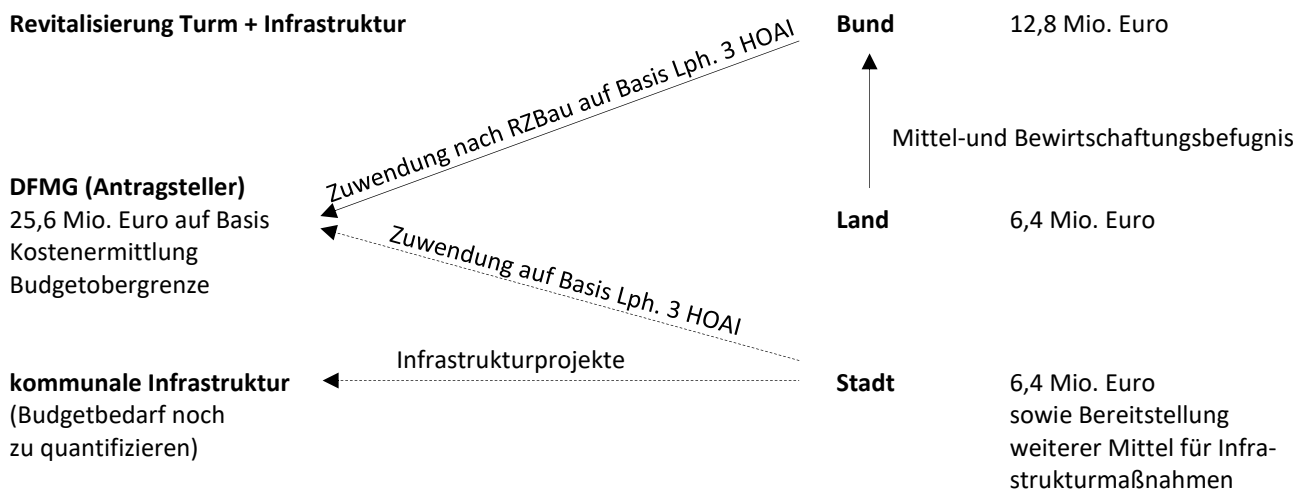 Revitalisierung Turm + Infrastruktur
Bund 12,8 Mio. Euro
Zuwendung nach RZBau auf Basis Lph. 3 HOAI
Mittel-und Bewirtschaftungsbefugnis
DFMG (Antragsteller)
25,6 Mio. Euro auf Basis
Kostenermittlung
Budgetobergrenze
Land 6,4 Mio. Euro
Zuwendung auf Basis Lph. 3 HOAI
Infrastrukturprojekte
kommunale Infrastruktur
(Budgetbedarf noch
zu quantifizieren)
Stadt 6,4 Mio. Euro
sowie Bereitstellung
weiterer Mittel für Infra-
strukturmaßnahmen